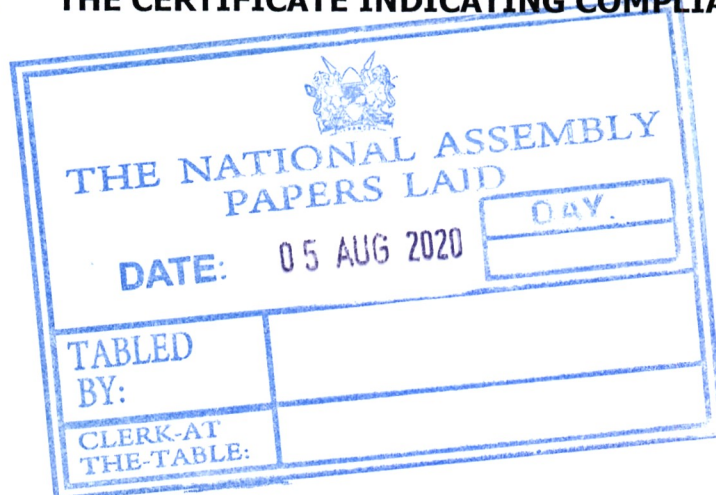 THE CERTIFICATE INDICATING COMPLIA
THE NATIONAL ASSEMBLY
PAPERS LAID
DATE: 05 AUG 2020
DAY.
TABLED
BY:
CLERK-AT
THE-TABLE: